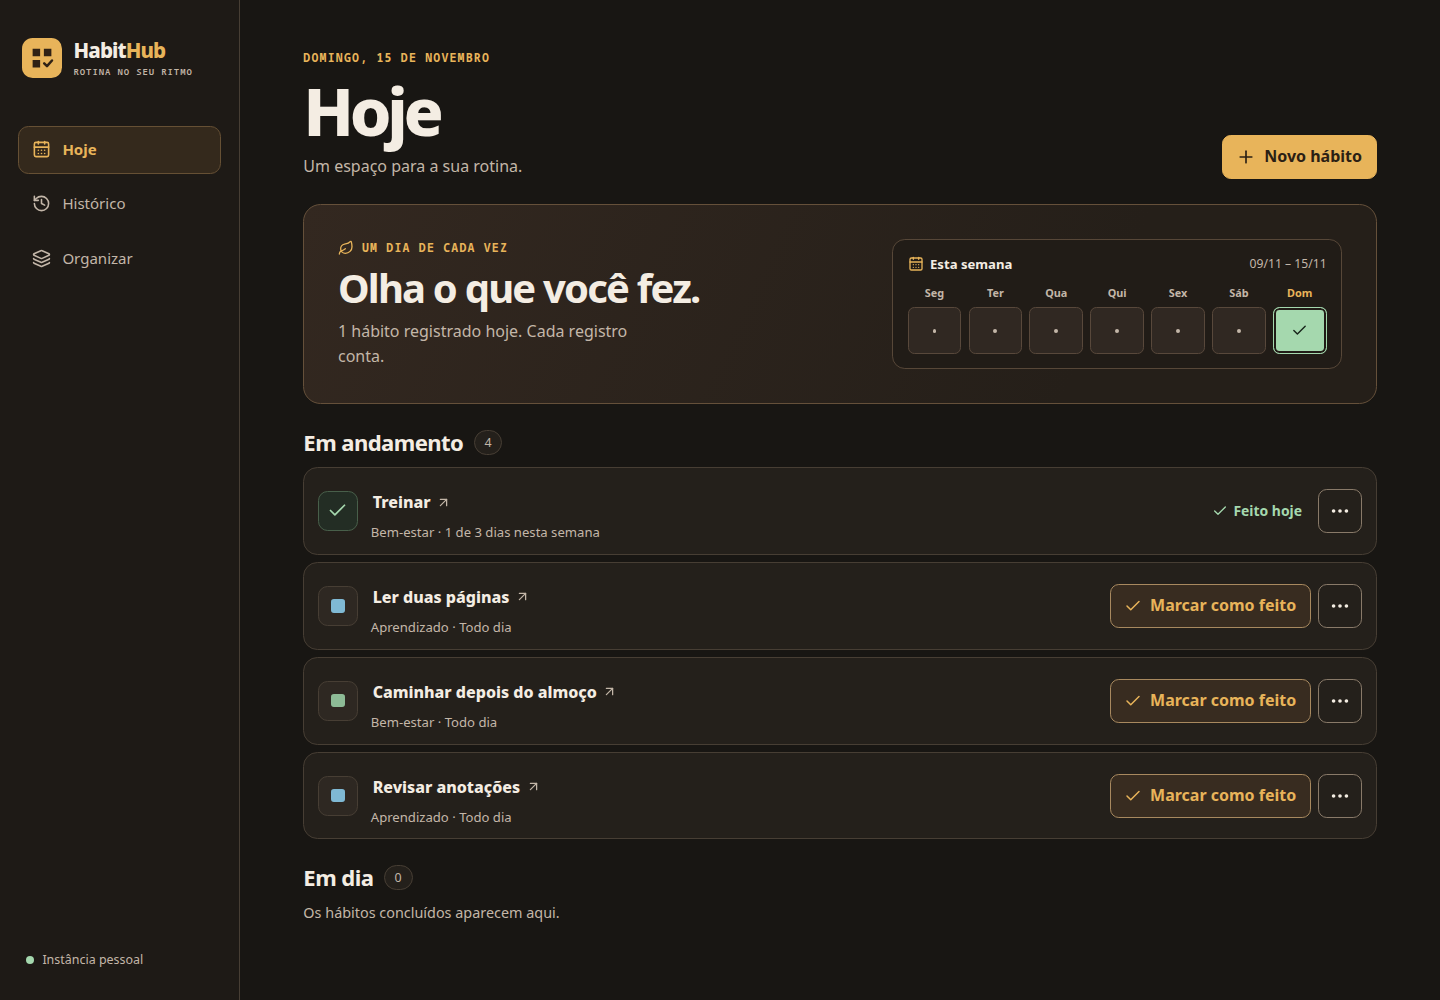 HabitHub
ROTINA NO SEU RITMO
Hoje
Histórico
Organizar
Instância pessoal
DOMINGO, 15 DE NOVEMBRO
Hoje
Um espaço para a sua rotina.
Novo hábito
UM DIA DE CADA VEZ
Olha o que você fez.
1 hábito registrado hoje. Cada registro
conta.
Esta semana 09/11 – 15/11
Seg Ter Qua Qui Sex Sáb Dom
Em andamento 4
Treinar
Bem-estar · 1 de 3 dias nesta semana
Feito hoje
Ler duas páginas
Aprendizado · Todo dia
Marcar como feito
Caminhar depois do almoço
Bem-estar · Todo dia
Marcar como feito
Revisar anotações
Aprendizado · Todo dia
Marcar como feito
Em dia 0
Os hábitos concluídos aparecem aqui.